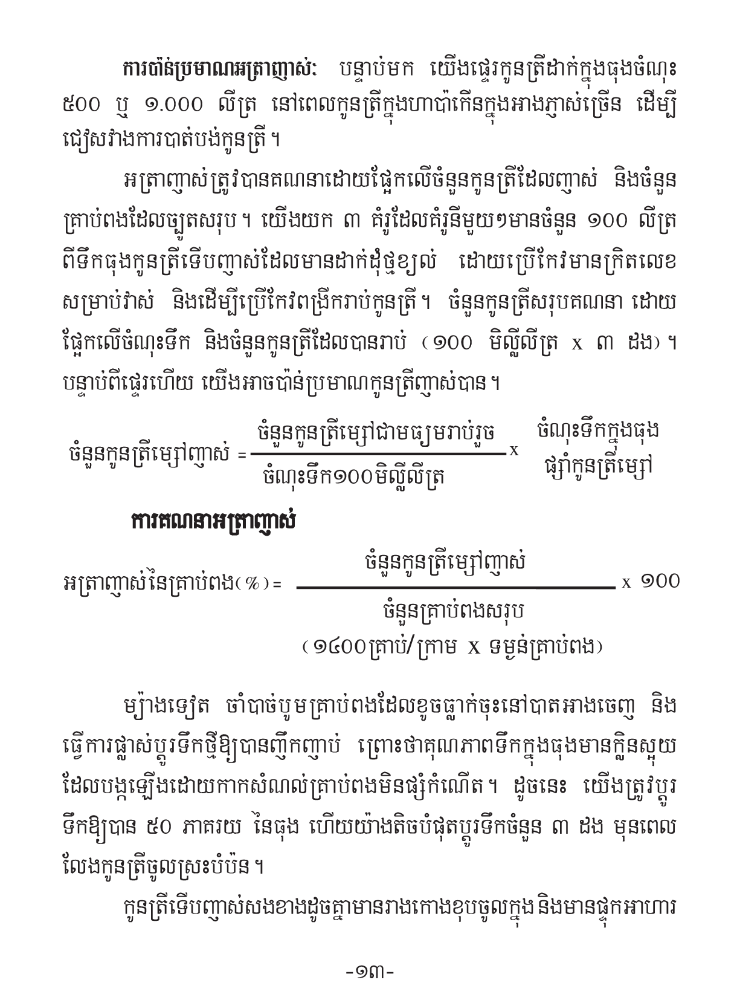 ការប៉ាន់ប្រមាណអត្រាញាស់ៈ បន្ទាប់មក យើងផ្ទេរកូនត្រីដាក់ក្នុងធុងចំណុះ
៥០០ ឬ ១.០០០ លីត្រ នៅពេលកូនត្រីក្នុងហាប៉ាកើនក្នុងអាងភ្ញាស់ច្រើន ដើម្បី
ជៀសវាងការបាត់បង់កូនត្រី។
អត្រាញាស់ត្រូវបានគណនាដោយផ្អែកលើចំនួនកូនត្រីដែលញាស់ និងចំនួន
គ្រាប់ពងដែលច្បូតសរុប។ យើងយក ៣ គំរូដែលគំរូនីមួយៗមានចំនួន ១០០ លីត្រ
ពីទឹកធុងកូនត្រីទើបញាស់ដែលមានដាក់ដុំថ្មខ្យល់ ដោយប្រើកែវមានក្រិតលេខ
សម្រាប់វាស់ និងដើម្បីប្រើកែវពង្រីករាប់កូនត្រី។ ចំនួនកូនត្រីសរុបគណនា ដោយ
ផ្អែកលើចំណុះទឹក និងចំនួនកូនត្រីដែលបានរាប់ (១០០ មិល្លីលីត្រ x ៣ ដង)។
បន្ទាប់ពីផ្ទេរហើយ យើងអាចប៉ាន់ប្រមាណកូនត្រីញាស់បាន។
ចំនួនកូនត្រីម្សៅជាមធ្យមរាប់រួច ចំណុះទឹកក្នុងធុង
ចំនួនកូនត្រីម្សៅញាស់ = x
ចំណុះទឹក១០០មិល្លីលីត្រ ផ្សាំកូនត្រីម្សៅ
ការគណនាអត្រាញាស់
ចំនួនកូនត្រីម្សៅញាស់
អត្រាញាស់នៃគ្រាប់ពង(%)= x ១០០
ចំនួនគ្រាប់ពងសរុប
(១៤០០គ្រាប់/ក្រាម x ទម្ងន់គ្រាប់ពង)
ម្យ៉ាងទៀត ចាំបាច់បូមគ្រាប់ពងដែលខូចធ្លាក់ចុះនៅបាតអាងចេញ និង
ធ្វើការផ្លាស់ប្តូរទឹកថ្មីឱ្យបានញឹកញាប់ ព្រោះថាគុណភាពទឹកក្នុងធុងមានក្លិនស្អុយ
ដែលបង្កឡើងដោយកាកសំណល់គ្រាប់ពងមិនផ្សំកំណើត។ ដូចនេះ យើងត្រូវប្តូរ
ទឹកឱ្យបាន ៥០ ភាគរយ នៃធុង ហើយយ៉ាងតិចបំផុតប្តូរទឹកចំនួន ៣ ដង មុនពេល
លែងកូនត្រីចូលស្រះបំប៉ន។
កូនត្រីទើបញាស់សងខាងដូចគ្នាមានរាងកោងខុបចូលក្នុង និងមានផ្ទុកអាហារ
-១៣-